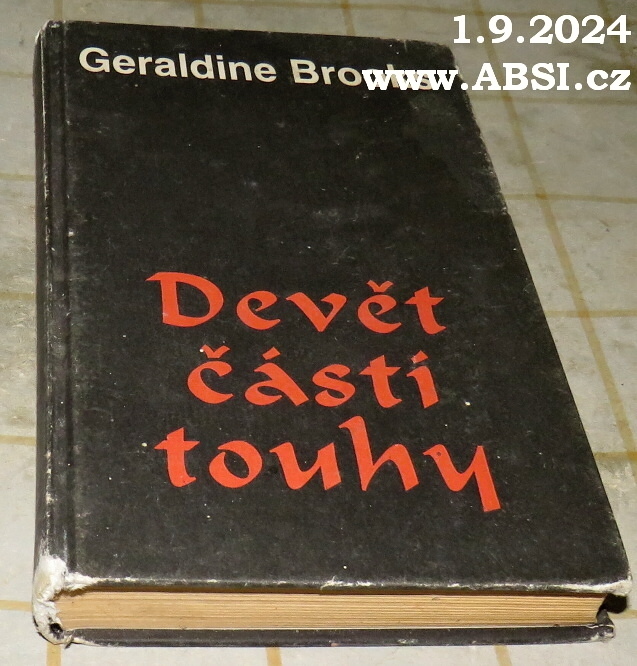 1.9.2024
www.ABSI.cz
Geraldine
Devět
části
touhy